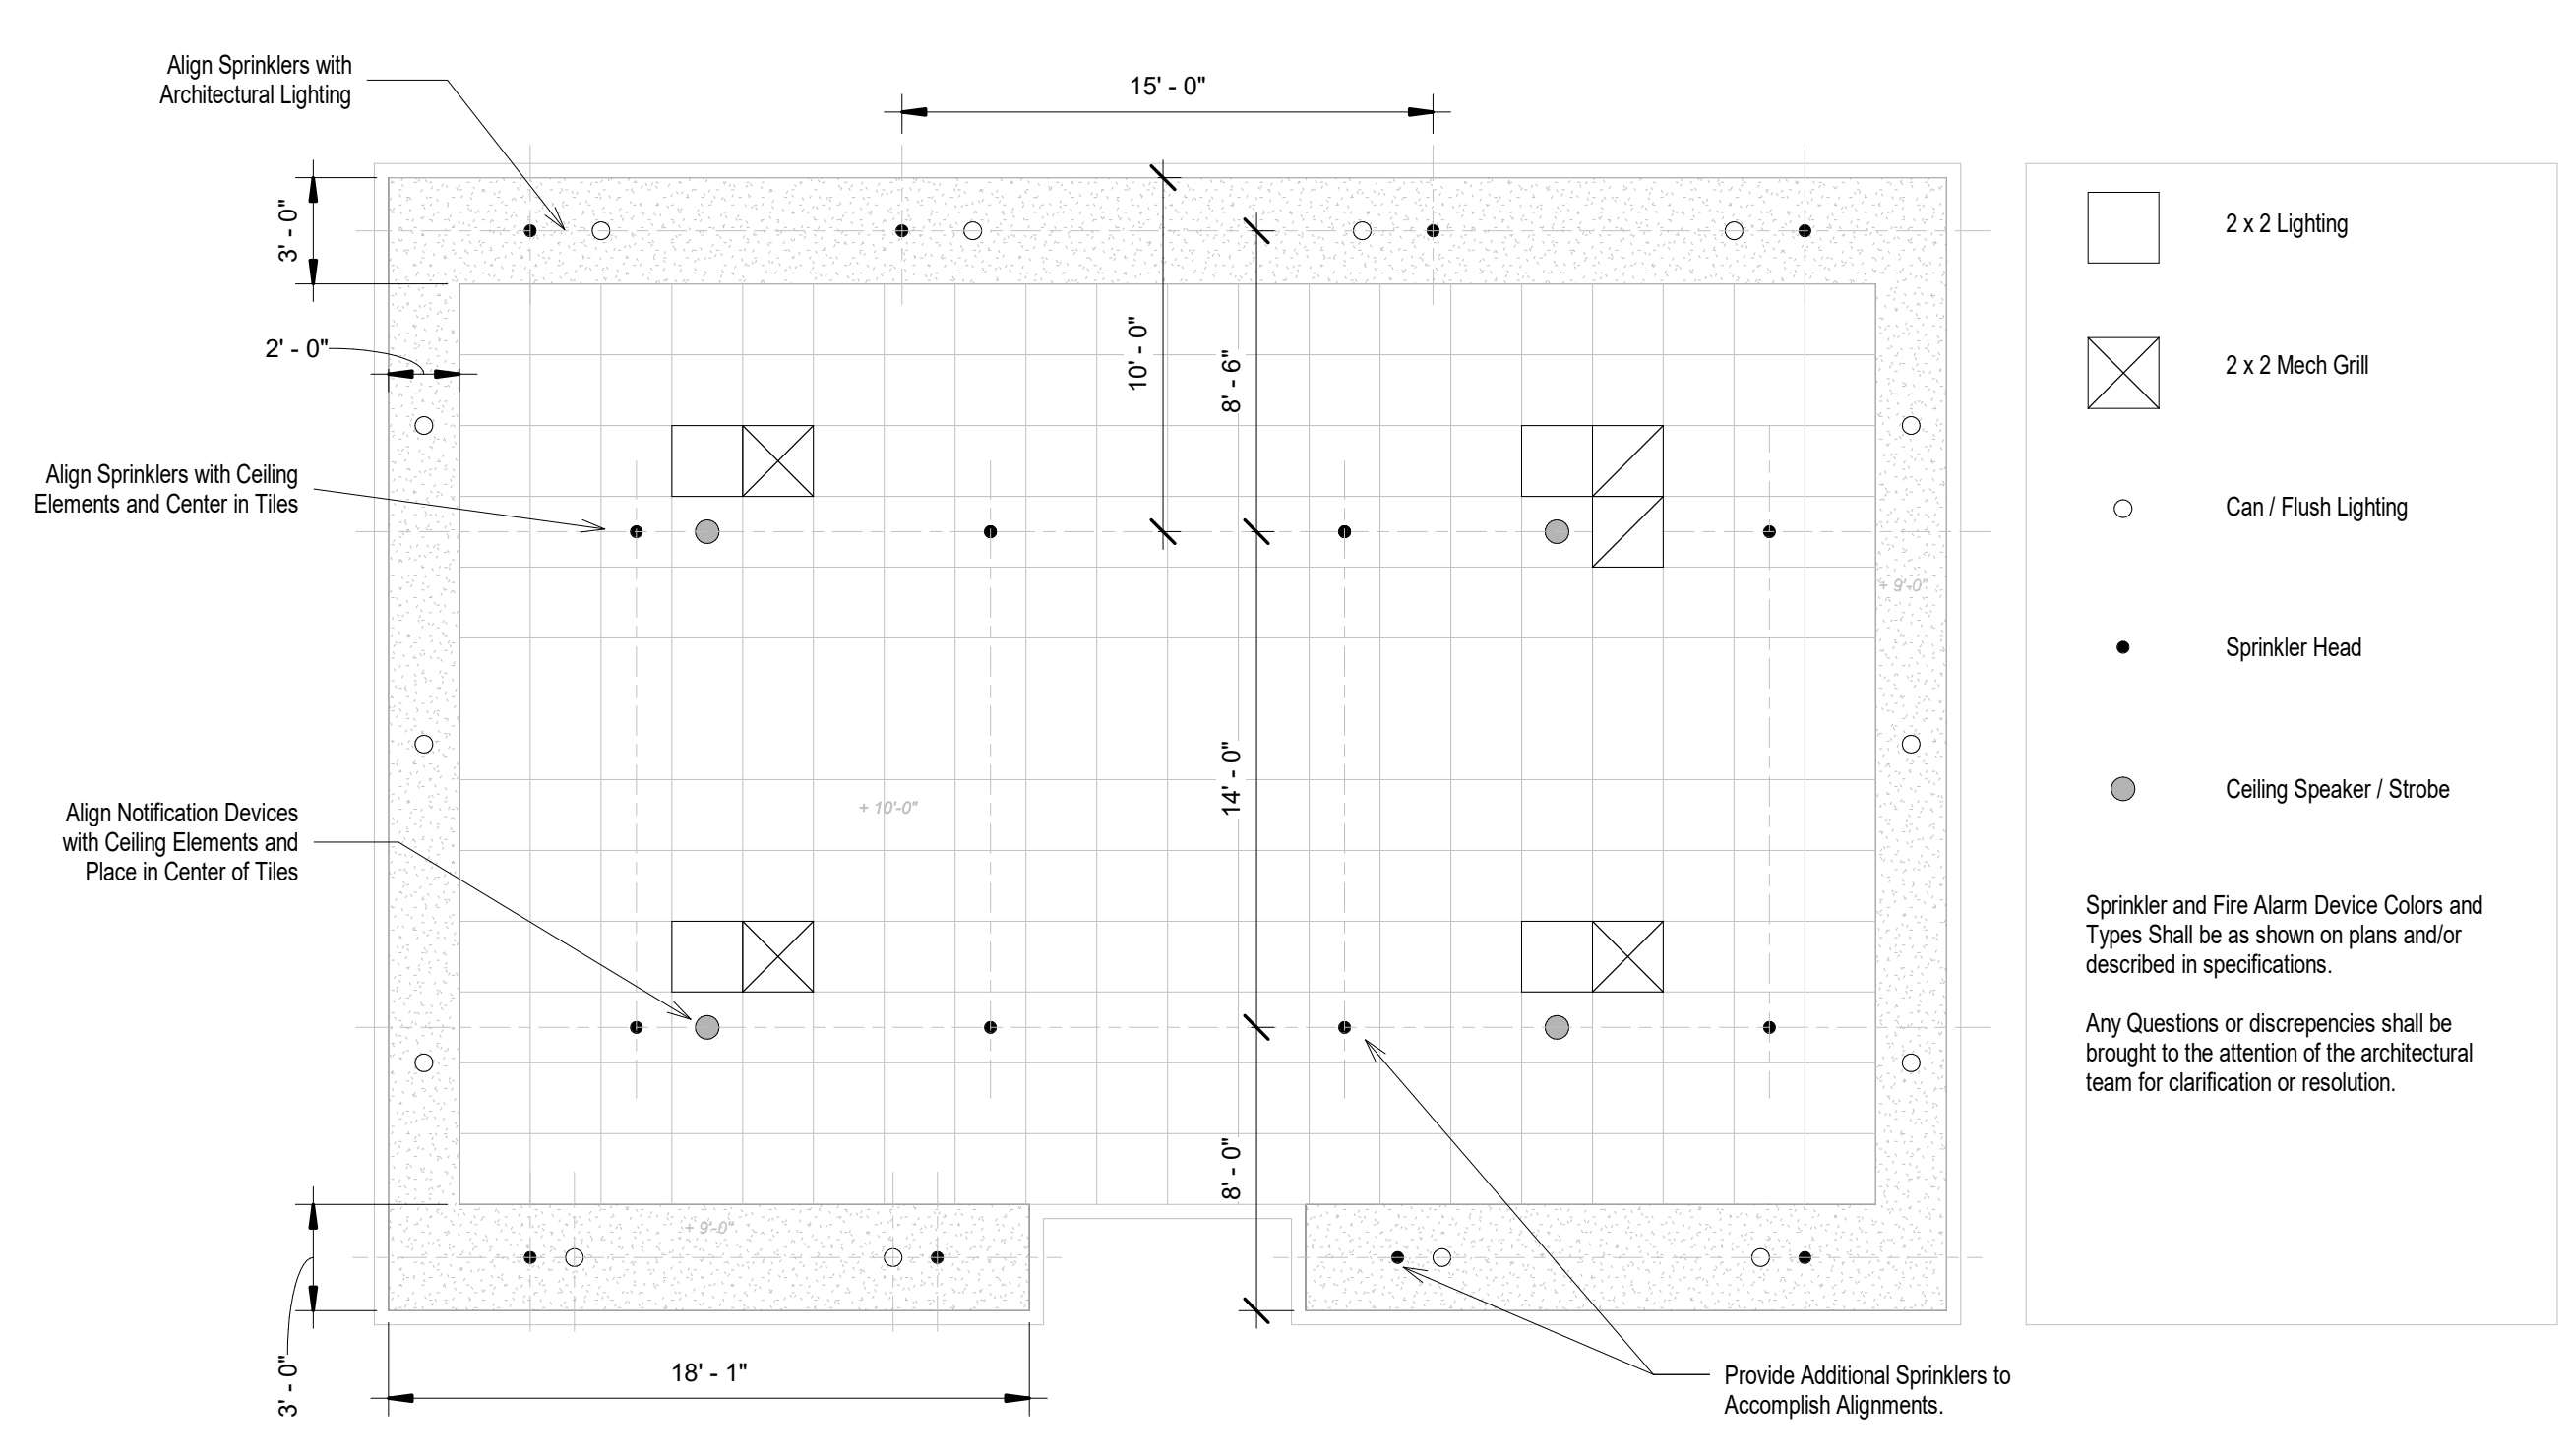 Align Sprinklers with
Architectural Lighting
15' - 0"
3' - 0"
2' - 0"
10' - 0"
8' - 6"
Align Sprinklers with Ceiling
Elements and Center in Tiles
+ 9'-0"
14' - 0"
+ 10'-0"
Align Notification Devices
with Ceiling Elements and
Place in Center of Tiles
8' - 0"
+ 9'-0"
3' - 0"
18' - 1"
Provide Additional Sprinklers to
Accomplish Alignments.
2 x 2 Lighting
2 x 2 Mech Grill
Can / Flush Lighting
Sprinkler Head
Ceiling Speaker / Strobe
Sprinkler and Fire Alarm Device Colors and
Types Shall be as shown on plans and/or
described in specifications.
Any Questions or discrepencies shall be
brought to the attention of the architectural
team for clarification or resolution.